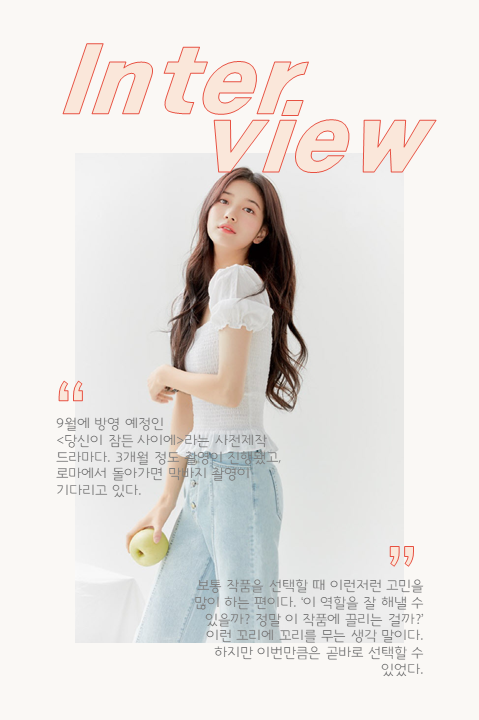 Inter
view
“
9월에 방영 예정인
<당신이 잠든 사이에>라는 사전제작
드라마다. 3개월 정도 촬영이 진행됐고,
로마에서 돌아가면 막바지 촬영이
기다리고 있다.
”
보통 작품을 선택할 때 이런저런 고민을
많이 하는 편이다. ‘이 역할을 잘 해낼 수
있을까? 정말 이 작품에 끌리는 걸까?’
이런 꼬리에 꼬리를 무는 생각 말이다.
하지만 이번만큼은 곧바로 선택할 수
있었다.